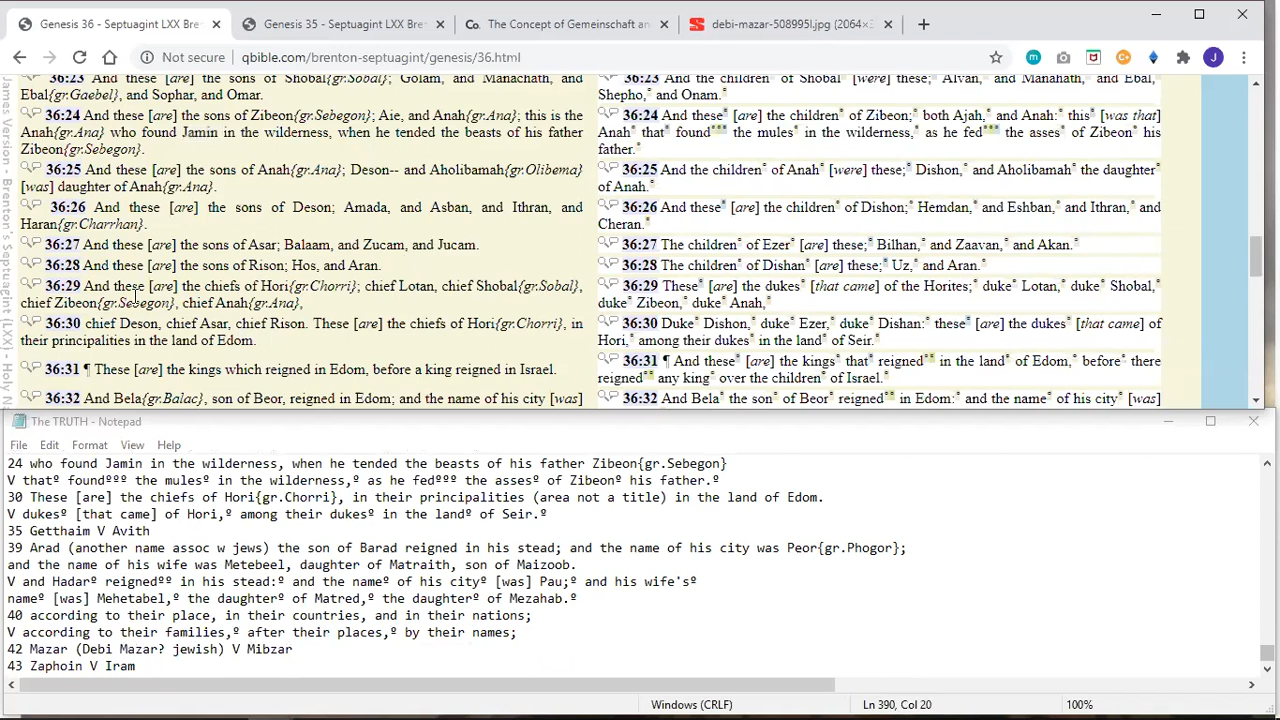 Genesis 36 - Septuagint LXX Bren
Genesis 35 - Septuagint LXX Bren
The Concept of Gemeinschaft an
debi-mazar-508995l.jpg (2064×3
Not secure | qbible.com/brenton-septuagint/genesis/36.html
James Version - Brenton's Septuagint (LXX) - Holy N
36:23 And these [are] the sons of Shobal{gr.Sobal}; Golam, and Manachath, and
Ebal{gr.Gaebel}, and Sophar, and Omar.
36:24 And these [are] the sons of Zibeon{gr.Sebegon}; Aie, and Anah{gr.Ana}; this is the
Anah{gr.Ana} who found Jamin in the wilderness, when he tended the beasts of his father
Zibeon{gr.Sebegon}.
36:25 And these [are] the sons of Anah{gr.Ana}; Deson-- and Aholibamah{gr.Olibema}
[was] daughter of Anah{gr.Ana}.
36:26 And these [are] the sons of Deson; Amada, and Asban, and Ithran, and
Haran{gr.Charrhan}.
36:27 And these [are] the sons of Asar; Balaam, and Zucam, and Jucam.
36:28 And these [are] the sons of Rison; Hos, and Aran.
36:29 And these [are] the chiefs of Hori{gr.Chorri}; chief Lotan, chief Shobal{gr.Sobal},
chief Zibeon{gr.Sebegon}, chief Anah{gr.Ana},
36:30 chief Deson, chief Asar, chief Rison. These [are] the chiefs of Hori{gr.Chorri}, in
their principalities in the land of Edom.
36:31 ¶ These [are] the kings which reigned in Edom, before a king reigned in Israel.
36:32 And Bela{gr.Balac}, son of Beor, reigned in Edom; and the name of his city [was]
36:23 And the children° of Shobal [were] these;° Alvan,° and Manahath,° and Ebal,
Shepho,° and Onam.°
36:24 And these° [are] the children° of Zibeon;° both Ajah,° and Anah:° this° [was that]
Anah° that° found°°° the mules° in the wilderness,° as he fed°°° the asses° of Zibeon° his
father.°
36:25 And the children° of Anah° [were] these;° Dishon,° and Aholibamah the daughter°
of Anah.°
36:26 And these° [are] the children° of Dishon;° Hemdan,° and Eshban,° and Ithran,° and
Cheran.°
36:27 The children° of Ezer° [are] these;° Bilhan,° and Zaavan,° and Akan.°
36:28 The children° of Dishan° [are] these;° Uz,° and Aran.°
36:29 These° [are] the dukes° [that came] of the Horites;° duke° Lotan,° duke° Shobal,°
duke° Zibeon,° duke° Anah,°
36:30 Duke° Dishon,° duke° Ezer,° duke° Dishan:° these° [are] the dukes° [that came] of
Hori,° among their dukes° in the land° of Seir.°
36:31 ¶ And these° [are] the kings° that° reigned°° in the land° of Edom,° before° there
reigned°° any king° over the children° of Israel.°
36:32 And Bela° the son° of Beor° reigned°° in Edom:° and the name° of his city° [was]
The TRUTH - Notepad
File Edit Format View Help
24 who found Jamin in the wilderness, when he tended the beasts of his father Zibeon{gr.Sebegon}
V thatº foundººº the mulesº in the wilderness,º as he fedººº the assesº of Zibeonº his father.º
30 These [are] the chiefs of Hori{gr.Chorri}, in their principalities (area not a title) in the land of Edom.
V dukesº [that came] of Hori,º among their dukesº in the landº of Seir.º
35 Getthaim V Avith
39 Arad (another name assoc w jews) the son of Barad reigned in his stead; and the name of his city was Peor{gr.Phogor};
and the name of his wife was Metebeel, daughter of Matraith, son of Maizoob.
V and Hadarº reignedºº in his stead:º and the nameº of his cityº [was] Pau;º and his wife'sº
nameº [was] Mehetabel,º the daughterº of Matred,º the daughterº of Mezahab.º
40 according to their place, in their countries, and in their nations;
V according to their families,º after their places,º by their names;
42 Mazar (Debi Mazar? jewish) V Mibzar
43 Zaphoin V Iram
Windows (CRLF) Ln 390, Col 20 100%